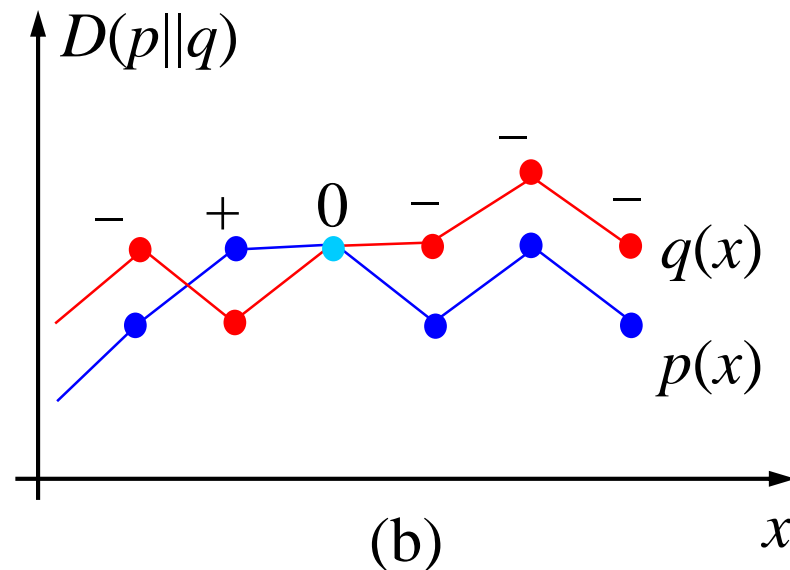 D(p||q)
− + 0 − − −
q(x)
p(x)
x
(b)